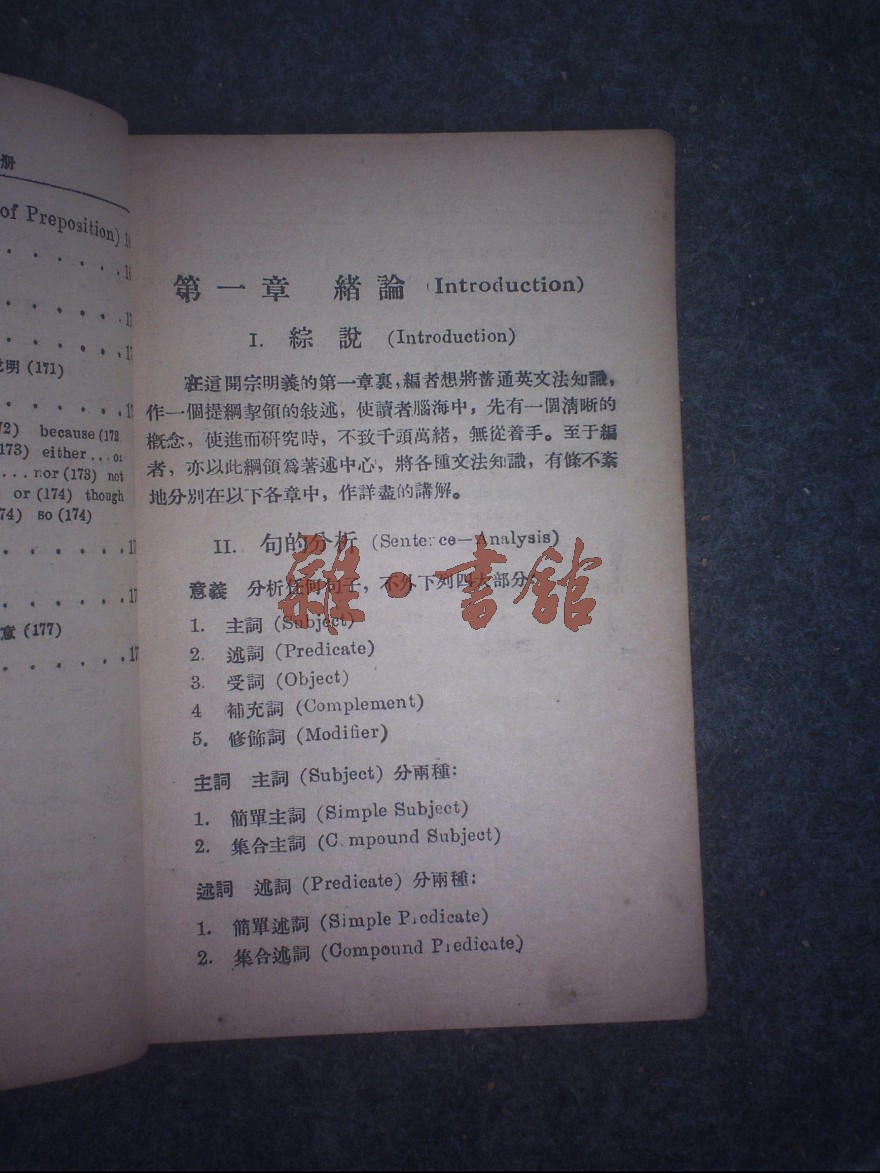 册
of Preposition)
明 (171)
because (172
173) either...or
... nor (173) not
or (174) though
74) so (174)
意 (177)
第一章 緒論 (Introduction)
I. 綜說 (Introduction)
在這開宗明義的第一章裏,編者想將普通英文法知識,
作一個提綱挈領的敍述, 使讀者腦海中, 先有一個清晰的
概念, 使進而研究時, 不致千頭萬緒, 無從着手。至于編
者, 亦以此綱領爲著述中心, 將各種文法知識, 有條不紊
地分別在以下各章中, 作詳盡的講解。
II. 句的分析 (Sentence—Analysis)
意義 分析任何句子, 不外下列四大部分:
1. 主詞 (Subject)
2. 述詞 (Predicate)
3. 受詞 (Object)
4 補充詞 (Complement)
5. 修飾詞 (Modifier)
主詞 主詞 (Subject) 分兩種:
1. 簡單主詞 (Simple Subject)
2. 集合主詞 (Compound Subject)
述詞 述詞 (Predicate) 分兩種:
1. 簡單述詞 (Simple Predicate)
2. 集合述詞 (Compound Predicate)
雜·書館